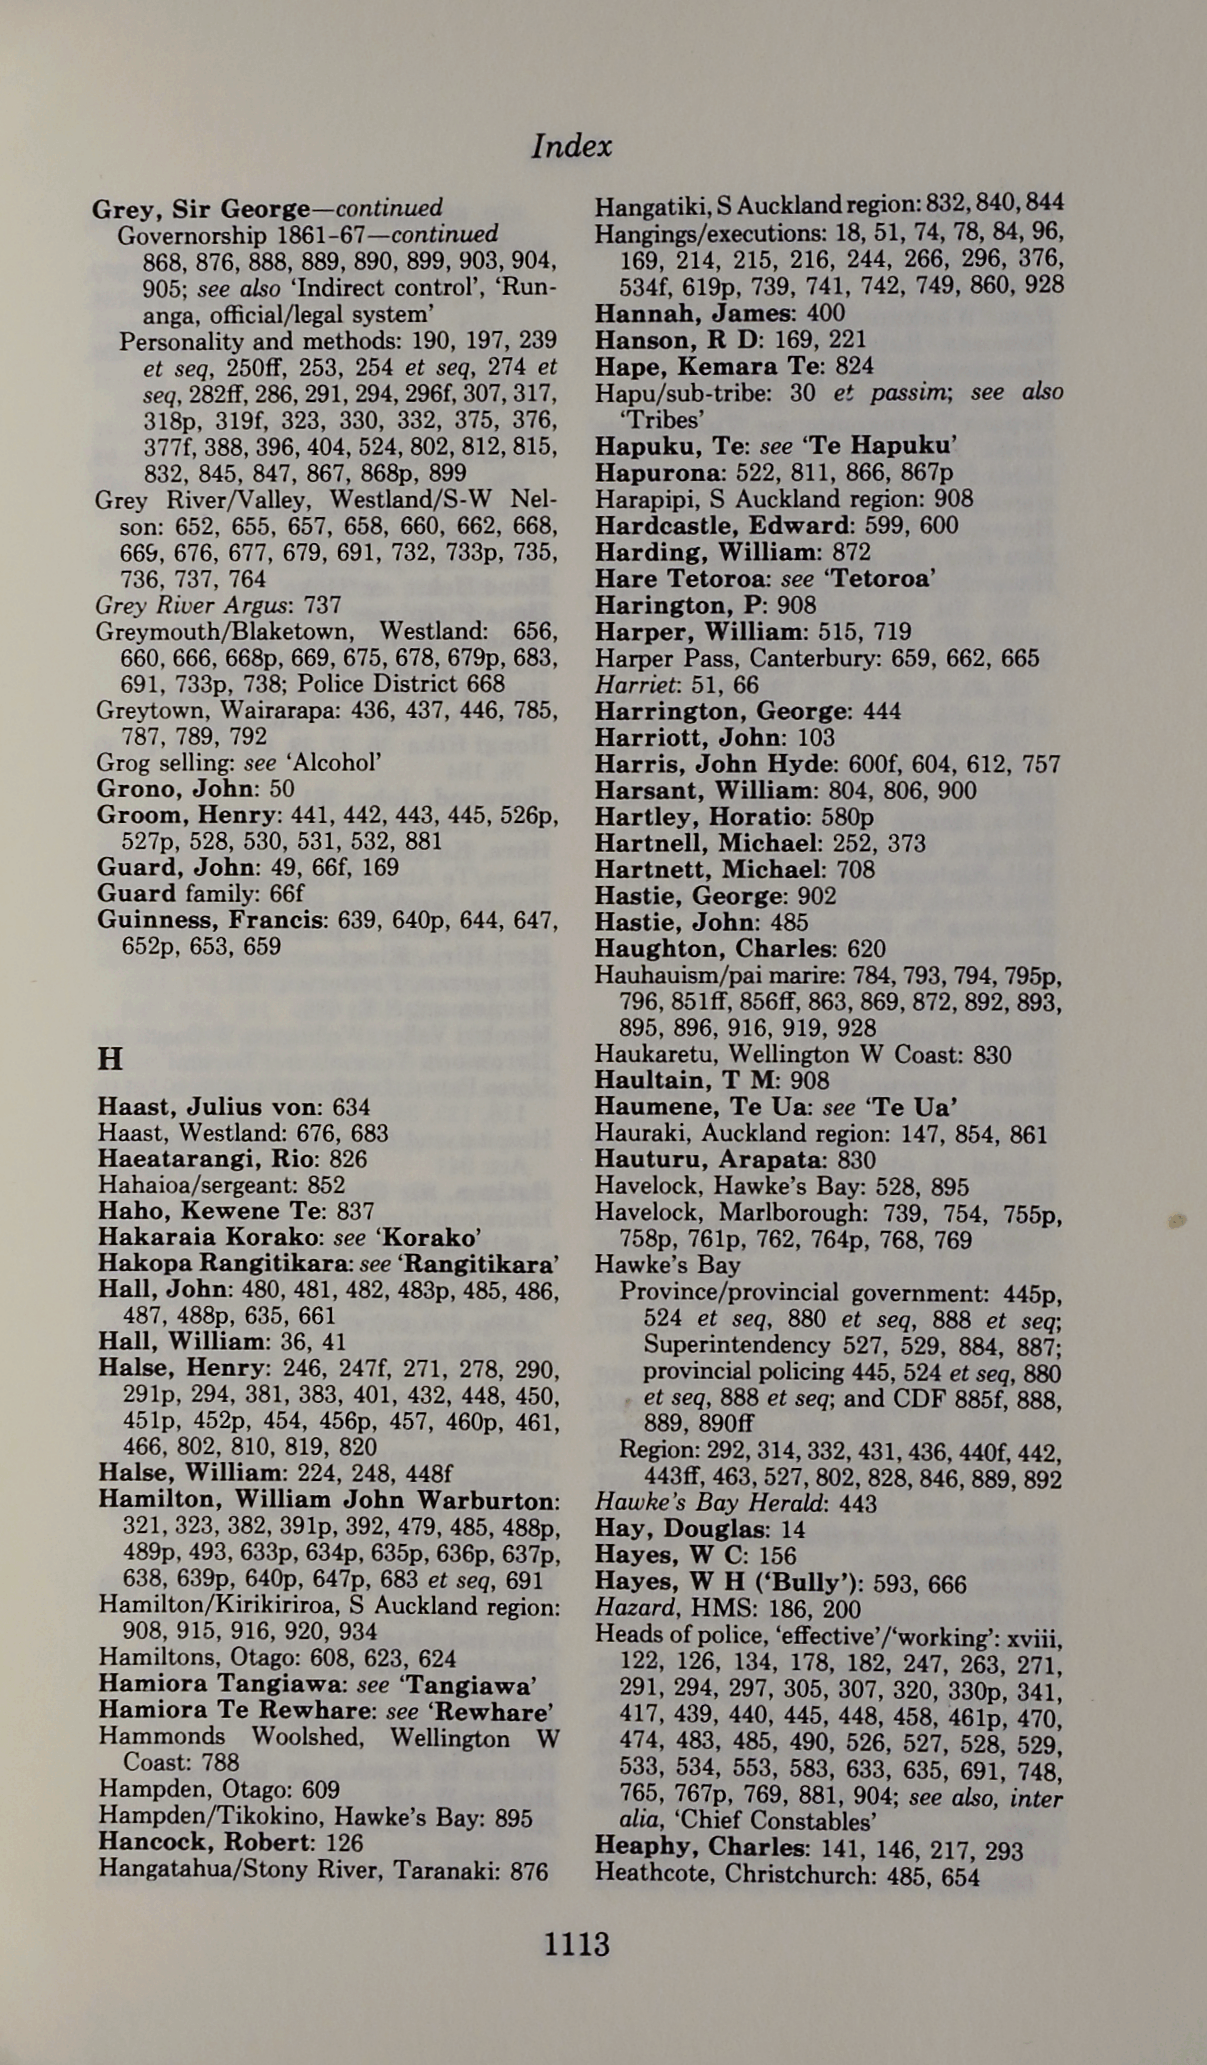 Index
Grey, Sir George—continued
Governorship 1861-67—continued
868, 876, 888, 889, 890, 899, 903, 904,
905; see also 'Indirect control', 'Run-
anga, official/legal system'
Personality and methods: 190, 197, 239
et seq, 250ff, 253, 254 et seq, 274 et
seq, 282ff, 286, 291, 294, 296f, 307, 317,
318p, 319f, 323, 330, 332, 375, 376,
377f, 388, 396, 404, 524, 802, 812, 815,
832, 845, 847, 867, 868p, 899
Grey River/Valley, Westland/S-W Nel-
son: 652, 655, 657, 658, 660, 662, 668,
669, 676, 677, 679, 691, 732, 733p, 735,
736, 737, 764
Grey River Argus: 737
Greymouth/Blaketown, Westland: 656,
660, 666, 668p, 669, 675, 678, 679p, 683,
691, 733p, 738; Police District 668
Greytown, Wairarapa: 436, 437, 446, 785,
787, 789, 792
Grog selling: see 'Alcohol'
Grono, John: 50
Groom, Henry: 441, 442, 443, 445, 526p,
527p, 528, 530, 531, 532, 881
Guard, John: 49, 66f, 169
Guard family: 66f
Guinness, Francis: 639, 640p, 644, 647,
652p, 653, 659
H
Haast, Julius von: 634
Haast, Westland: 676, 683
Haeatarangi, Rio: 826
Hahaioa/sergeant: 852
Haho, Kewene Te: 837
Hakaraia Korako: see 'Korako'
Hakopa Rangitikara: see 'Rangitikara'
Hall, John: 480, 481, 482, 483p, 485, 486,
487, 488p, 635, 661
Hall, William: 36, 41
Halse, Henry: 246, 247f, 271, 278, 290,
291p, 294, 381, 383, 401, 432, 448, 450,
451p, 452p, 454, 456p, 457, 460p, 461,
466, 802, 810, 819, 820
Halse, William: 224, 248, 448f
Hamilton, William John Warburton:
321, 323, 382, 391p, 392, 479, 485, 488p,
489p, 493, 633p, 634p, 635p, 636p, 637p,
638, 639p, 640p, 647p, 683 et seq, 691
Hamilton/Kirikiriroa, S Auckland region:
908, 915, 916, 920, 934
Hamiltons, Otago: 608, 623, 624
Hamiora Tangiawa: see 'Tangiawa'
Hamiora Te Rewhare: see 'Rewhare'
Hammonds Woolshed, Wellington W
Coast: 788
Hampden, Otago: 609
Hampden/Tikokino, Hawke's Bay: 895
Hancock, Robert: 126
Hangatahua/Stony River, Taranaki: 876
Hangatiki, S Auckland region: 832, 840, 844
Hangings/executions: 18, 51, 74, 78, 84, 96,
169, 214, 215, 216, 244, 266, 296, 376,
534f, 619p, 739, 741, 742, 749, 860, 928
Hannah, James: 400
Hanson, R D: 169, 221
Hape, Kemara Te: 824
Hapu/sub-tribe: 30 et passim; see also
'Tribes'
Hapuku, Te: see 'Te Hapuku'
Hapurona: 522, 811, 866, 867p
Harapipi, S Auckland region: 908
Hardcastle, Edward: 599, 600
Harding, William: 872
Hare Tetoroa: see 'Tetoroa'
Harington, P: 908
Harper, William: 515, 719
Harper Pass, Canterbury: 659, 662, 665
Harriet: 51, 66
Harrington, George: 444
Harriott, John: 103
Harris, John Hyde: 600f, 604, 612, 757
Harsant, William: 804, 806, 900
Hartley, Horatio: 580p
Hartnell, Michael: 252, 373
Hartnett, Michael: 708
Hastie, George: 902
Hastie, John: 485
Haughton, Charles: 620
Hauhauism/pai marire: 784, 793, 794, 795p,
796, 851ff, 856ff, 863, 869, 872, 892, 893,
895, 896, 916, 919, 928
Haukaretu, Wellington W Coast: 830
Haultain, T M: 908
Haumene, Te Ua: see 'Te Ua'
Hauraki, Auckland region: 147, 854, 861
Hauturu, Arapata: 830
Havelock, Hawke's Bay: 528, 895
Havelock, Marlborough: 739, 754, 755p,
758p, 761p, 762, 764p, 768, 769
Hawke's Bay
Province/provincial government: 445p,
524 et seq, 880 et seq, 888 et seq;
Superintendency 527, 529, 884, 887;
provincial policing 445, 524 et seq, 880
et seq, 888 et seq; and CDF 885f, 888,
889, 890ff
Region: 292, 314, 332, 431, 436, 440f, 442,
443ff, 463, 527, 802, 828, 846, 889, 892
Hawke's Bay Herald: 443
Hay, Douglas: 14
Hayes, W C: 156
Hayes, W H ('Bully'): 593, 666
Hazard, HMS: 186, 200
Heads of police, 'effective'/'working': xviii,
122, 126, 134, 178, 182, 247, 263, 271,
291, 294, 297, 305, 307, 320, 330p, 341,
417, 439, 440, 445, 448, 458, 461p, 470,
474, 483, 485, 490, 526, 527, 528, 529,
533, 534, 553, 583, 633, 635, 691, 748,
765, 767p, 769, 881, 904; see also, inter
alia, 'Chief Constables'
Heaphy, Charles: 141, 146, 217, 293
Heathcote, Christchurch: 485, 654
1113